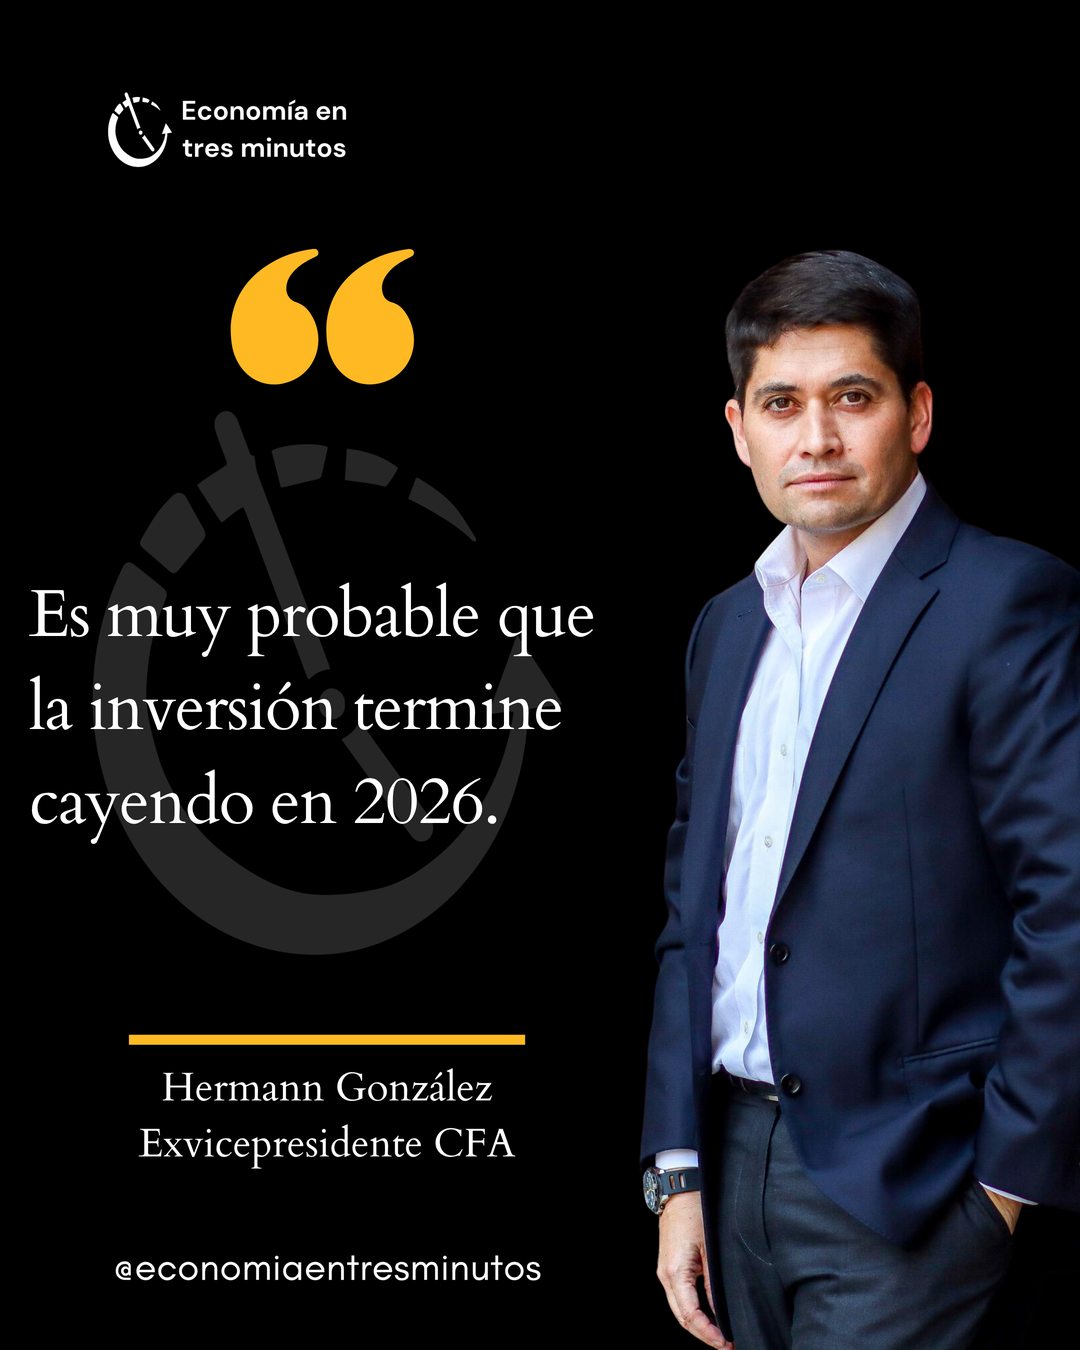 Economía en
tres minutos
Es muy probable que
la inversión termine
cayendo en 2026.
Hermann González
Exvicepresidente CFA
@economiaentresminutos